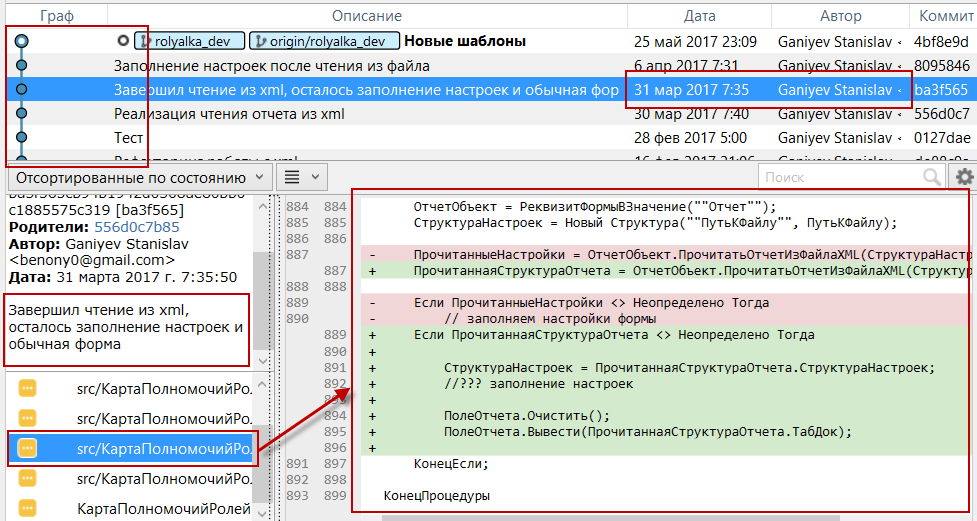 Граф Описание Дата Автор Коммит
rolyalka_dev origin/rolyalka_dev Новые шаблоны 25 май 2017 23:09 Ganiyev Stanislav < 4bf8e9d
Заполнение настроек после чтения из файла 6 апр 2017 7:31 Ganiyev Stanislav < 8095846
Завершил чтение из xml, осталось заполнение настроек и обычная фор 31 мар 2017 7:35 Ganiyev Stanislav < ba3f565
Реализация чтения отчета из xml 30 мар 2017 7:40 Ganiyev Stanislav < 556d0c7
Тест 28 фев 2017 5:00 Ganiyev Stanislav < 0127dae
Отсортированные по состоянию
Поиск
c1885575c319 [ba3f565]
Родители: 556d0c7b85
Автор: Ganiyev Stanislav
<benony0@gmail.com>
Дата: 31 марта 2017 г. 7:35:50
Завершил чтение из xml,
осталось заполнение настроек и
обычная форма
src/КартаПолномочийРо.
src/КартаПолномочийРо.
src/КартаПолномочийРо.
src/КартаПолномочийРо.
КартаПолномочийРолей
884 884 ОтчетОбъект = РеквизитФормыВЗначение(""Отчет"");
885 885 СтруктураНастроек = Новый Структура(""ПутьКФайлу"", ПутьКФайлу);
886 886
887 - ПрочитанныеНастройки = ОтчетОбъект.ПрочитатьОтчетИзФайлаXML(СтруктураНаст
887 + ПрочитаннаяСтруктураОтчета = ОтчетОбъект.ПрочитатьОтчетИзФайлаXML(Структур
888 888
889 - Если ПрочитанныеНастройки <> Неопределено Тогда
890 - // заполняем настройки формы
889 + Если ПрочитаннаяСтруктураОтчета <> Неопределено Тогда
890 +
891 + СтруктураНастроек = ПрочитаннаяСтруктураОтчета.СтруктураНастроек;
892 + //??? заполнение настроек
893 +
894 + ПолеОтчета.Очистить();
895 + ПолеОтчета.Вывести(ПрочитаннаяСтруктураОтчета.ТабДок);
896 +
891 897 КонецЕсли;
892 898
893 899 КонецПроцедуры